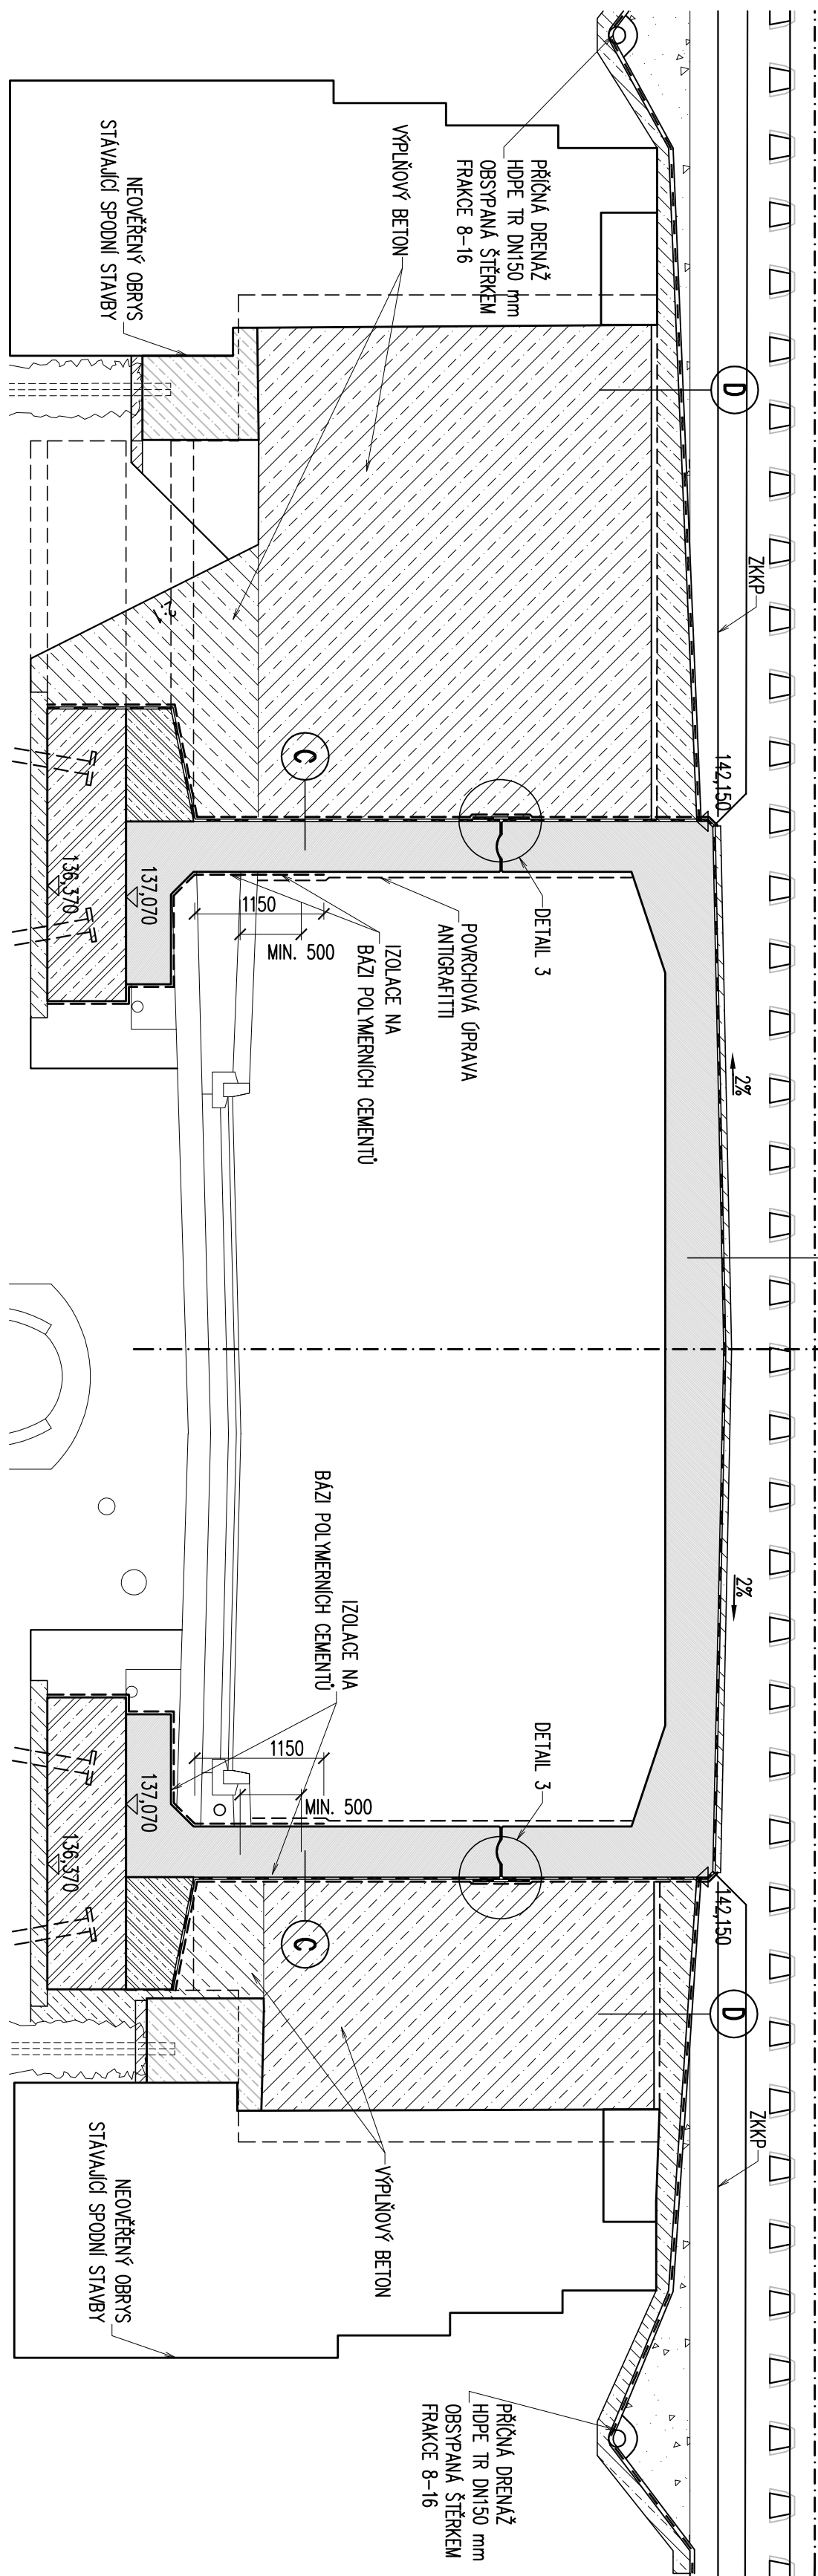 PŘÍČNÁ DRENÁŽ
HDPE TR DN150 mm
OBSYPANÁ ŠTĚRKEM
FRAKCE 8-16
VÝPLŇOVÝ BETON
NEOVĚŘENÝ OBRYS
STÁVAJÍCÍ SPODNÍ STAVBY
D
ZKKP
142,150
C
DETAIL 3
POVRCHOVÁ ÚPRAVA
ANTIGRAFITTI
IZOLACE NA
BÁZI POLYMERNÍCH CEMENTŮ
1150
MIN. 500
137,070
136,370
2%
2%
IZOLACE NA
BÁZI POLYMERNÍCH CEMENTŮ
DETAIL 3
1150
MIN. 500
137,070
136,370
C
142,150
D
ZKKP
VÝPLŇOVÝ BETON
NEOVĚŘENÝ OBRYS
STÁVAJÍCÍ SPODNÍ STAVBY
PŘÍČNÁ DRENÁŽ
HDPE TR DN150 mm
OBSYPANÁ ŠTĚRKEM
FRAKCE 8-16